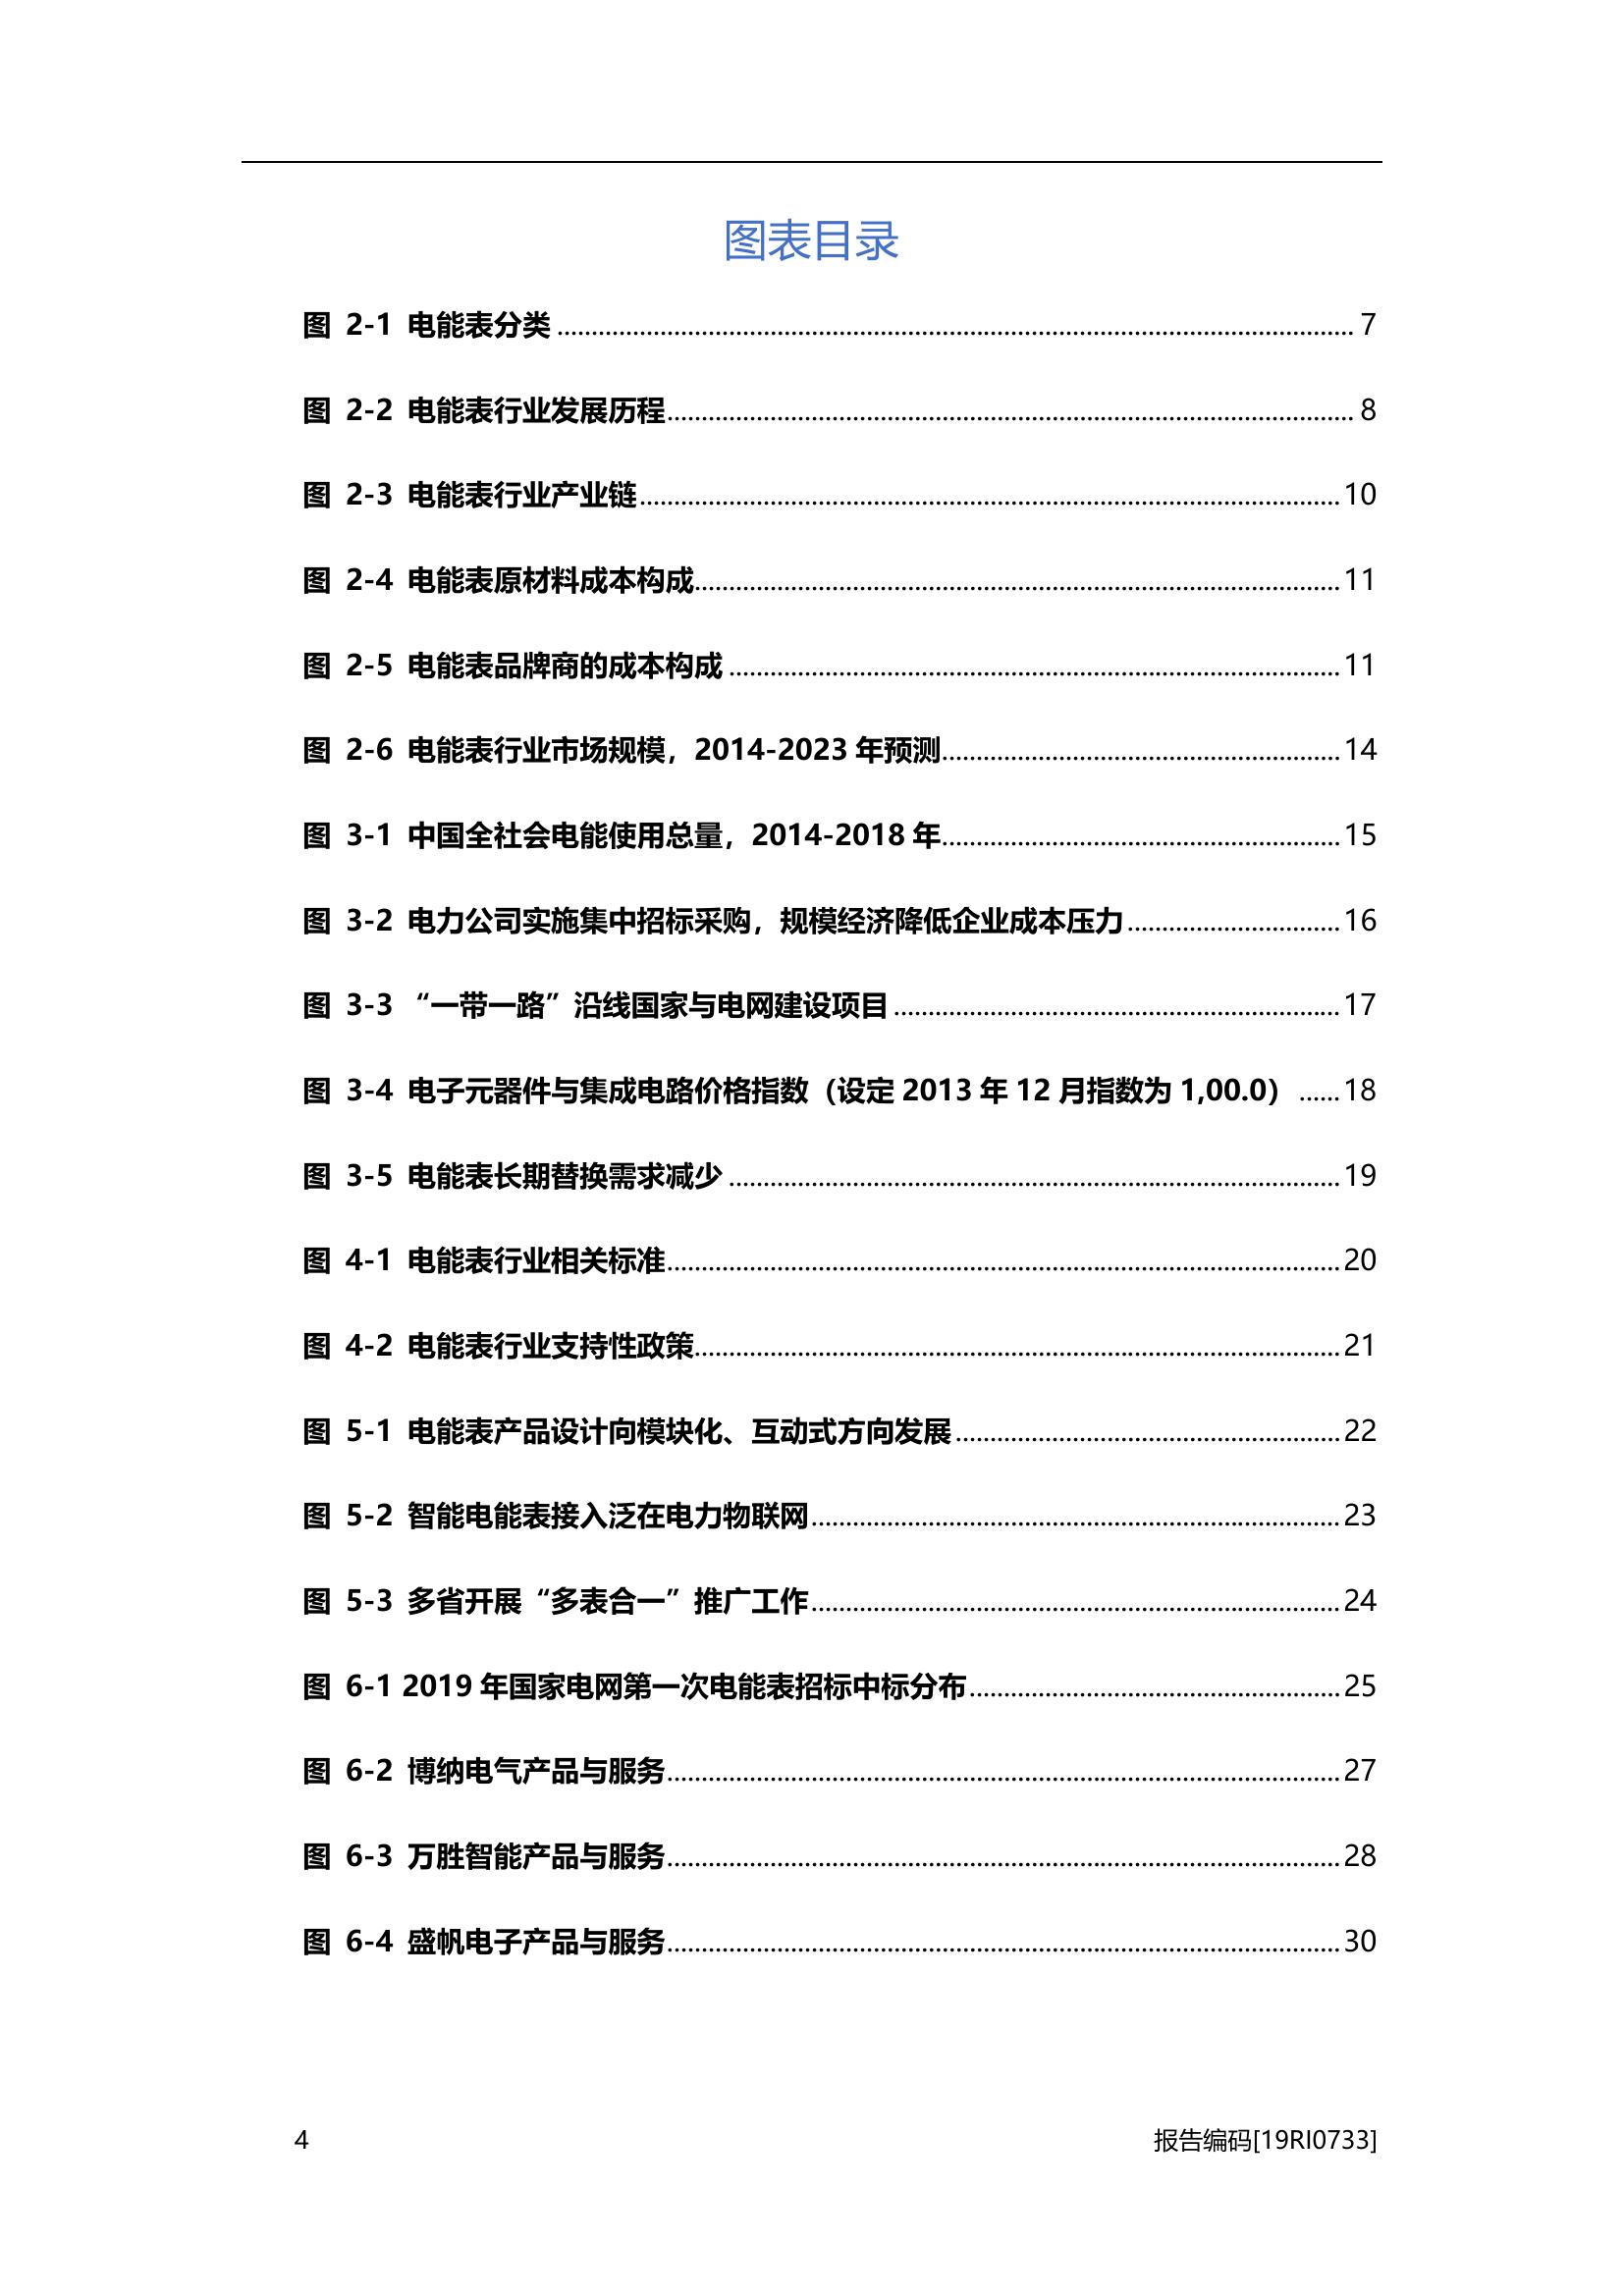 图表目录
图 2-1 电能表分类 ........ 7
图 2-2 电能表行业发展历程 ........ 8
图 2-3 电能表行业产业链 ........ 10
图 2-4 电能表原材料成本构成 ........ 11
图 2-5 电能表品牌商的成本构成 ........ 11
图 2-6 电能表行业市场规模，2014-2023 年预测 ........ 14
图 3-1 中国全社会电能使用总量，2014-2018 年 ........ 15
图 3-2 电力公司实施集中招标采购，规模经济降低企业成本压力 ........ 16
图 3-3 “一带一路”沿线国家与电网建设项目 ........ 17
图 3-4 电子元器件与集成电路价格指数（设定 2013 年 12 月指数为 1,00.0） ...... 18
图 3-5 电能表长期替换需求减少 ........ 19
图 4-1 电能表行业相关标准 ........ 20
图 4-2 电能表行业支持性政策 ........ 21
图 5-1 电能表产品设计向模块化、互动式方向发展 ........ 22
图 5-2 智能电能表接入泛在电力物联网 ........ 23
图 5-3 多省开展“多表合一”推广工作 ........ 24
图 6-1 2019 年国家电网第一次电能表招标中标分布 ........ 25
图 6-2 博纳电气产品与服务 ........ 27
图 6-3 万胜智能产品与服务 ........ 28
图 6-4 盛帆电子产品与服务 ........ 30
4 报告编码[19RI0733]